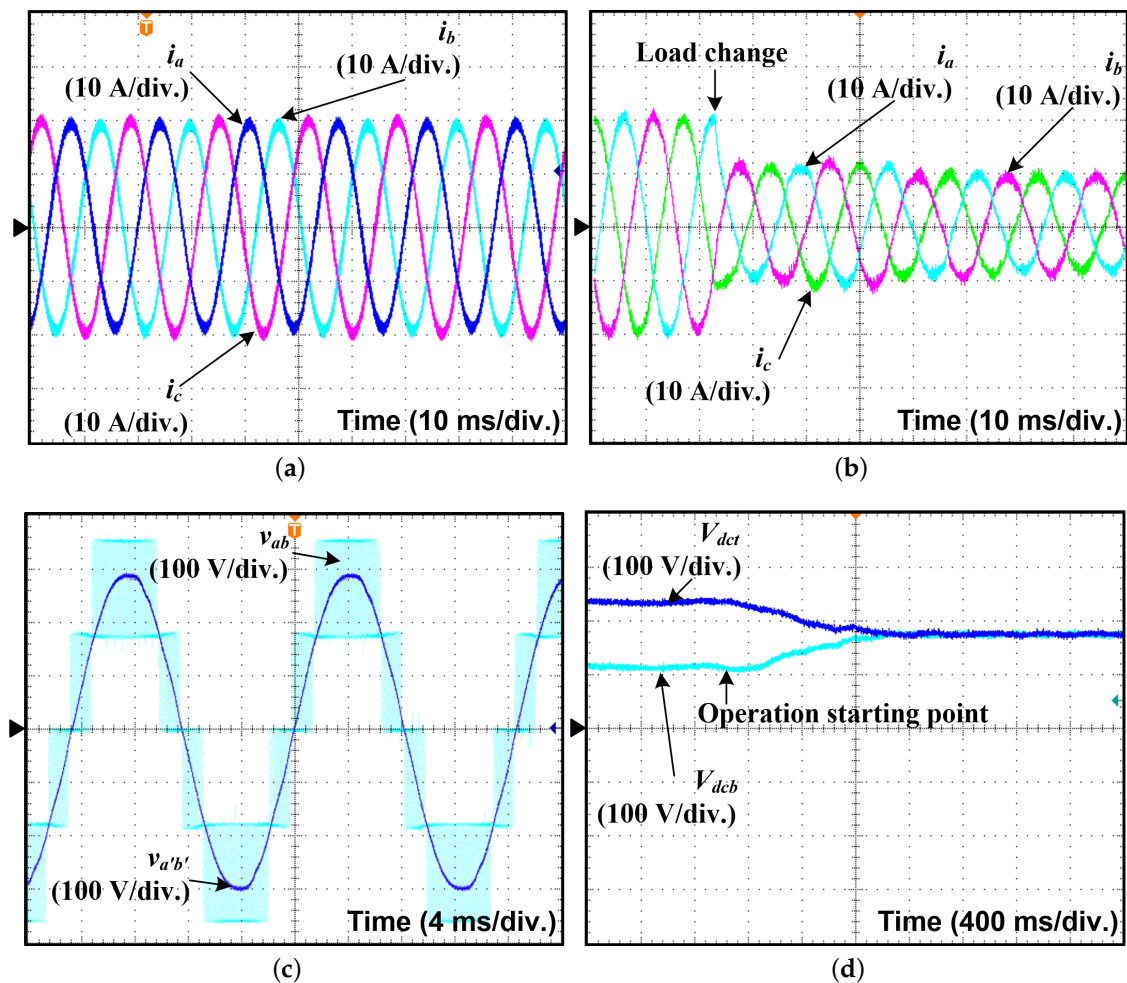 T
i_a
(10 A/div.)
i_b
(10 A/div.)
i_c
(10 A/div.)
Time (10 ms/div.)
(a)
Load change
i_a
(10 A/div.)
i_b
(10 A/div.)
i_c
(10 A/div.)
Time (10 ms/div.)
(b)
T
v_ab
(100 V/div.)
v_a'b'
(100 V/div.)
Time (4 ms/div.)
(c)
V_dct
(100 V/div.)
Operation starting point
V_dcb
(100 V/div.)
Time (400 ms/div.)
(d)